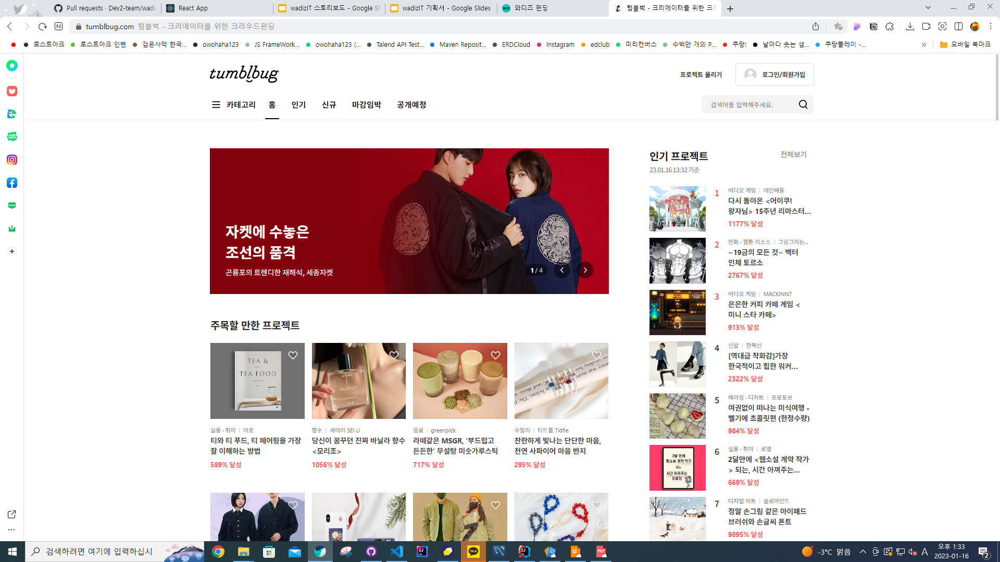 Pull requests · Dev2-team/wadiz
React App
wadizIT 스토리보드 - Google Sli
wadizIT 기획서 - Google Slides
와디즈 펀딩
텀블벅 - 크리에이터를 위한 크라
tumblbug.com 텀블벅 - 크리에이터를 위한 크라우드펀딩
로스트아크
로스트아크 인벤
검은사막 한국...
owohaha123
JS FrameWork...
owohaha123 (...
Talend API Test...
Maven Reposit...
ERDCloud
Instagram
edclub
미리캔버스
수백만 개의 P...
쿠팡!
날마다 솟는 샘...
쿠팡플레이 -...
모바일 북마크
tumblbug
프로젝트 올리기
로그인/회원가입
카테고리
홈
인기
신규
마감임박
공개예정
검색어를 입력해주세요.
자켓에 수놓은
조선의 품격
곤룡포의 트렌디한 재해석, 세종자켓
1 / 4
인기 프로젝트
전체보기
23.01.16 13:32 기준
1
비디오 게임 | 대인배들
다시 돌아온 <어이쿠!
왕자님> 15주년 리마스터...
1177% 달성
2
만화 · 웹툰 리소스 | 그림그리는...
~19금의 모든 것~ 벡터
인체 토르소
2767% 달성
3
비디오 게임 | MACKINN7
은은한 커피 카페 게임 <
미니 스타 카페>
913% 달성
4
신발 | 한복신
[역대급 착화감]가장
한국적이고 힙한 워커...
2322% 달성
5
베이킹 · 디저트 | 프로포르
여권없이 떠나는 미식여행 -
벨기에 초콜릿편 (한정수량)
984% 달성
2달 만에
웹소설 계약 작가
되는
시간 아껴주는
자료집
6
실용 · 취미 | 로엘
2달만에 <웹소설 계약 작가
> 되는, 시간 아껴주는...
669% 달성
7
디지털 아트 | 슬로마인드
정말 손그림 같은 아이패드
브러쉬와 손글씨 폰트
9895% 달성
주목할 만한 프로젝트
TEA &
TEA FOOD
실용 · 취미 | 미호
티와 티 푸드, 티 페어링을 가장
잘 이해하는 방법
589% 달성
morisot
향수 | 세이리 SEI LI
당신이 꿈꾸던 진짜 바닐라 향수
<모리조>
1056% 달성
음료 | greenpick
라떼같은 MSGR, '부드럽고
든든한' 무설탕 미숫가루스틱
717% 달성
주얼리 | 티드플 Tidfle
찬란하게 빛나는 단단한 마음,
천연 사파이어 마음 반지
295% 달성
검색하려면 여기에 입력하십시
-3°C 맑음
A
오후 1:33
2023-01-16
2